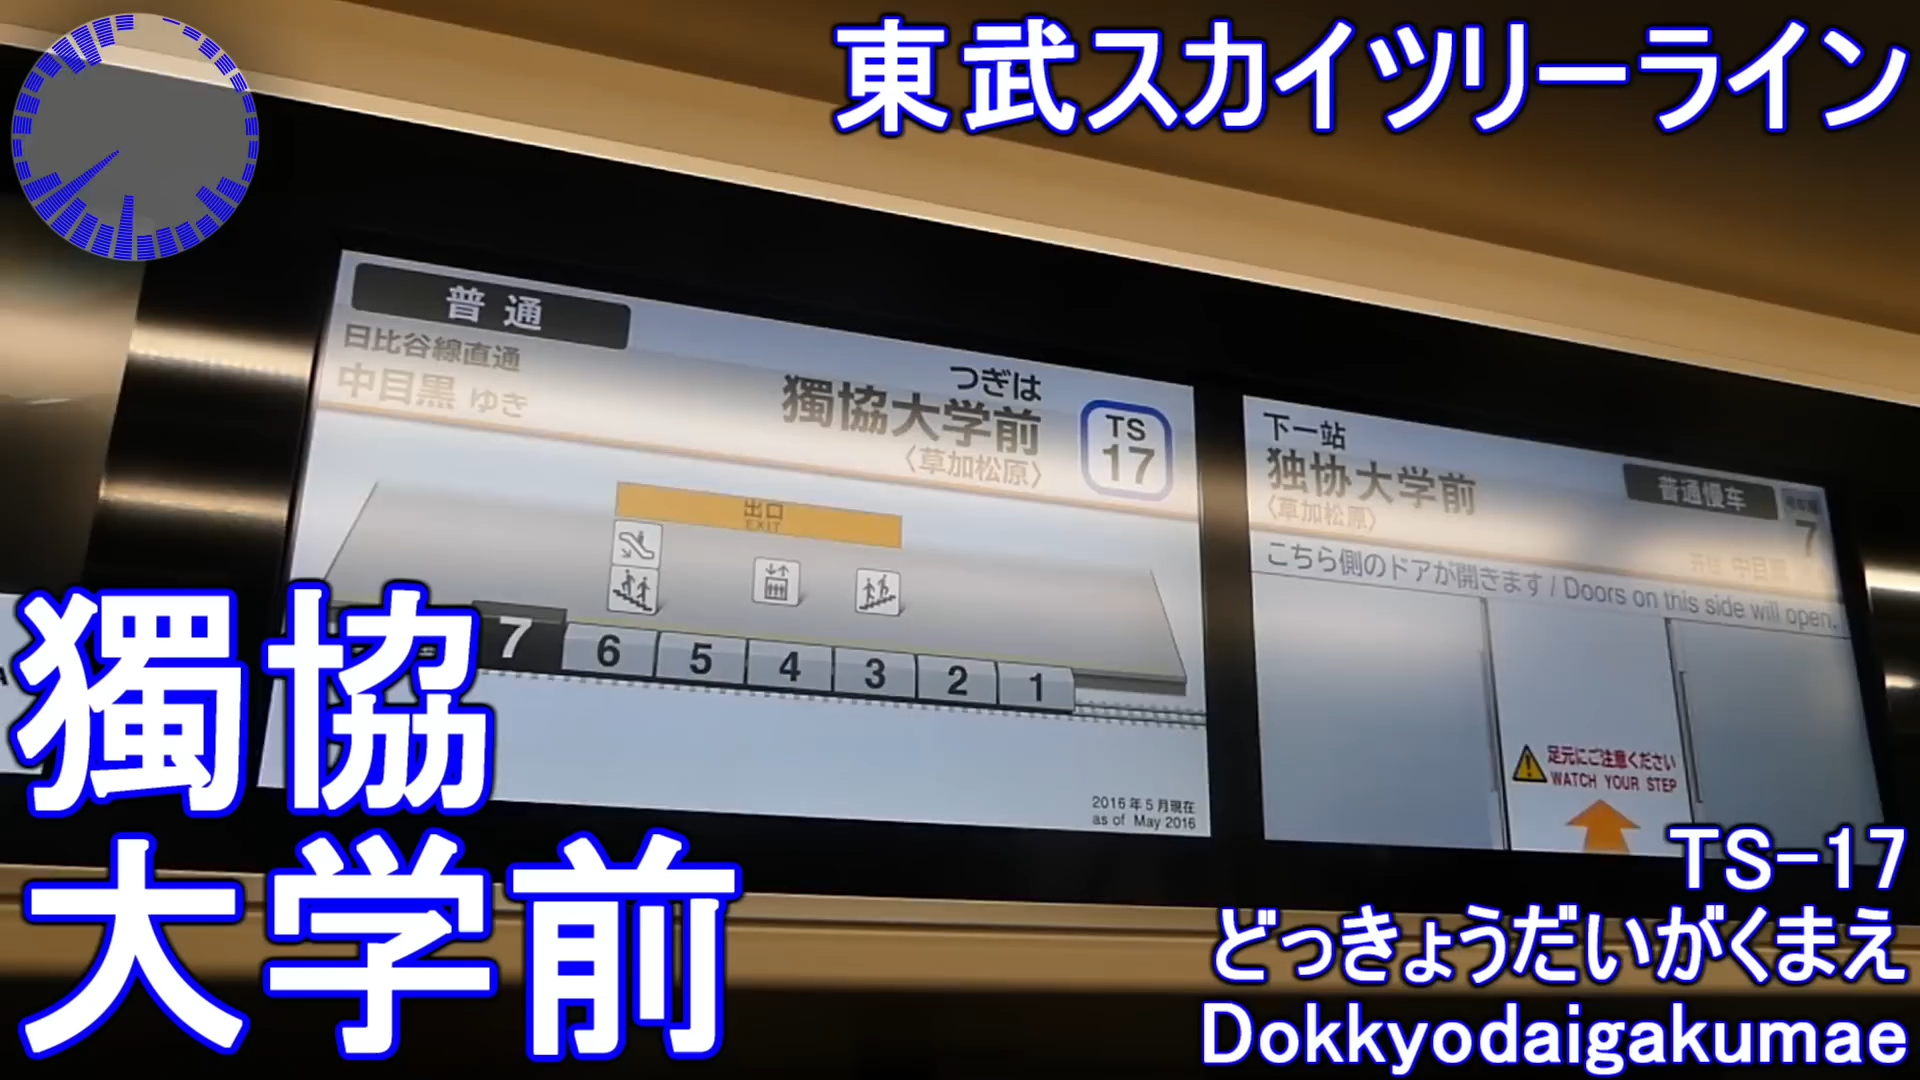 東武スカイツリーライン
普通
日比谷線直通
中目黒 ゆき
つぎは
獨協大学前
〈草加松原〉
TS
17
出口
EXIT
7 6 5 4 3 2 1
2016年5月現在
as of May 2016
下一站
独协大学前
〈草加松原〉
普通慢车
7
中目黒
こちら側のドアが開きます / Doors on this side will open.
足元にご注意ください
WATCH YOUR STEP
獨協
大学前
TS-17
どっきょうだいがくまえ
Dokkyodaigakumae